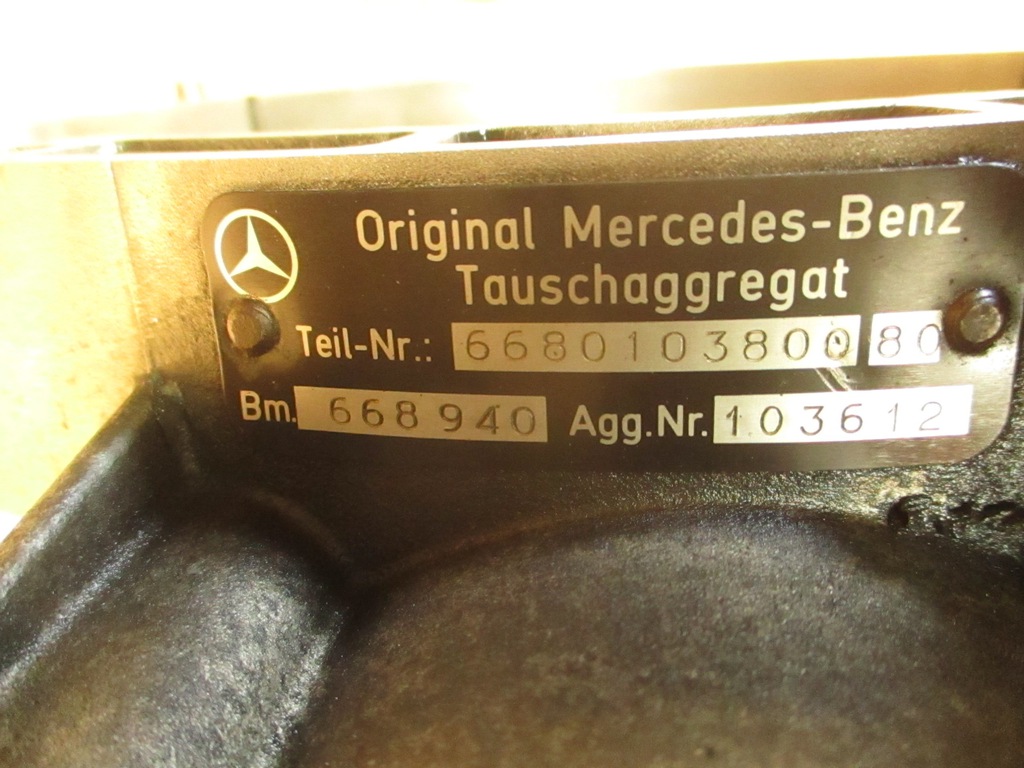 Original Mercedes-Benz
Tauschaggregat
Teil-Nr.: 6680103800 80
Bm. 668 940 Agg.Nr. 103612